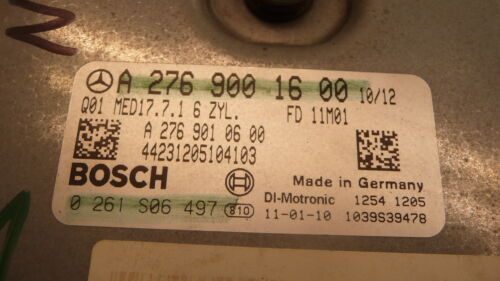 A 276 900 16 00 10/12
Q01 MED17.7.1 6 ZYL. FD 11M01
A 276 901 06 00
44231205104103
BOSCH
Made in Germany
DI-Motronic 1254 1205
0 261 S06 497 810 11-01-10 1039S39478